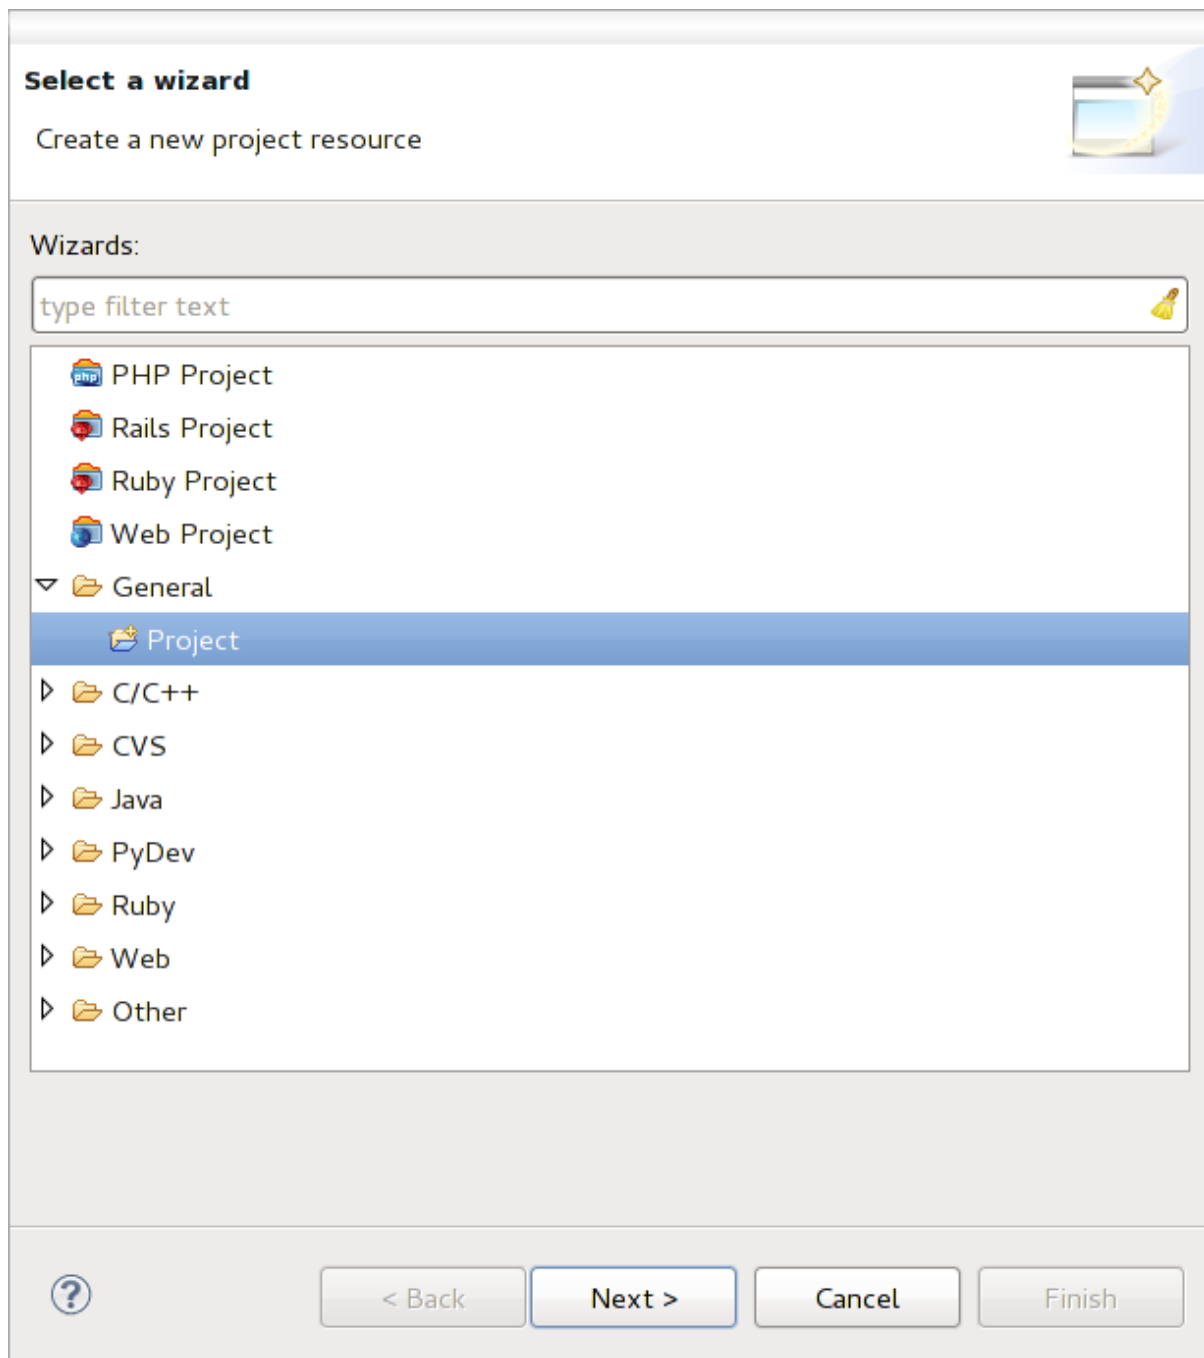 Select a wizard
Create a new project resource
Wizards:
type filter text
php PHP Project
Rails Project
Ruby Project
Web Project
General
Project
C/C++
CVS
Java
PyDev
Ruby
Web
Other
? < Back Next > Cancel Finish